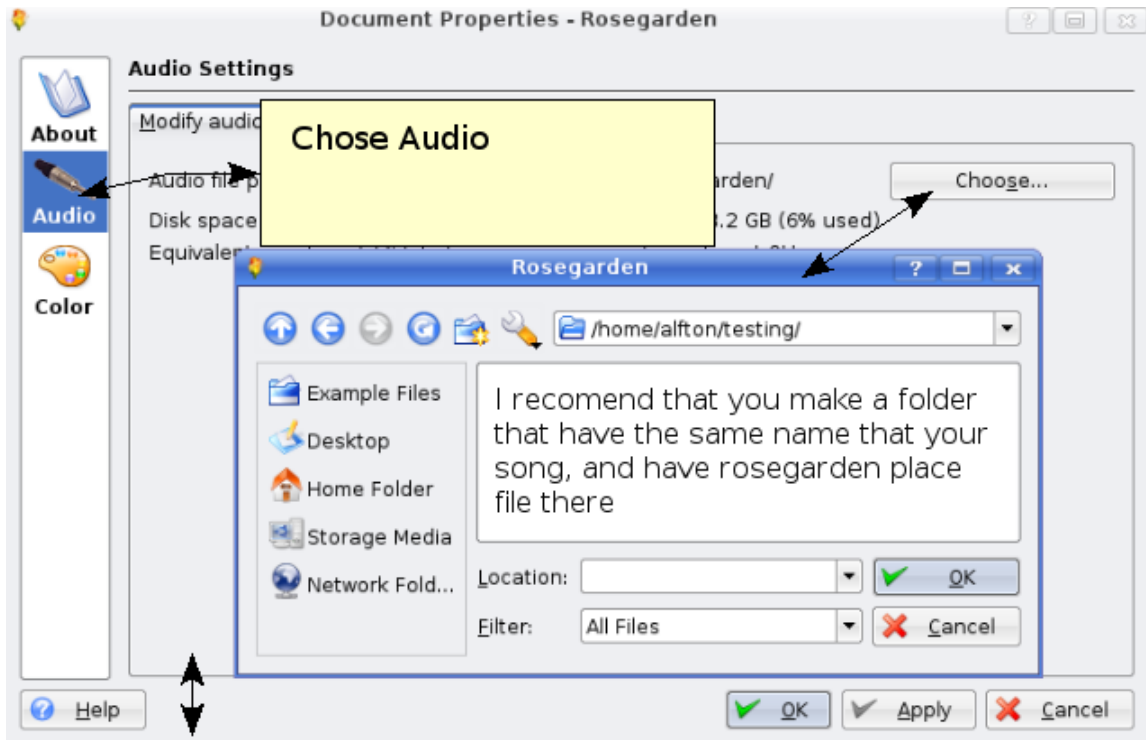 Document Properties - Rosegarden
Audio Settings
About
Audio
Color
Modify audio
Chose Audio
Audio file p arden/ Choose...
Disk space .2 GB (6% used)
Equivale
Rosegarden
/home/alfton/testing/
Example Files
Desktop
Home Folder
Storage Media
Network Fold...
I recomend that you make a folder
that have the same name that your
song, and have rosegarden place
file there
Location: OK
Filter: All Files Cancel
Help OK Apply Cancel